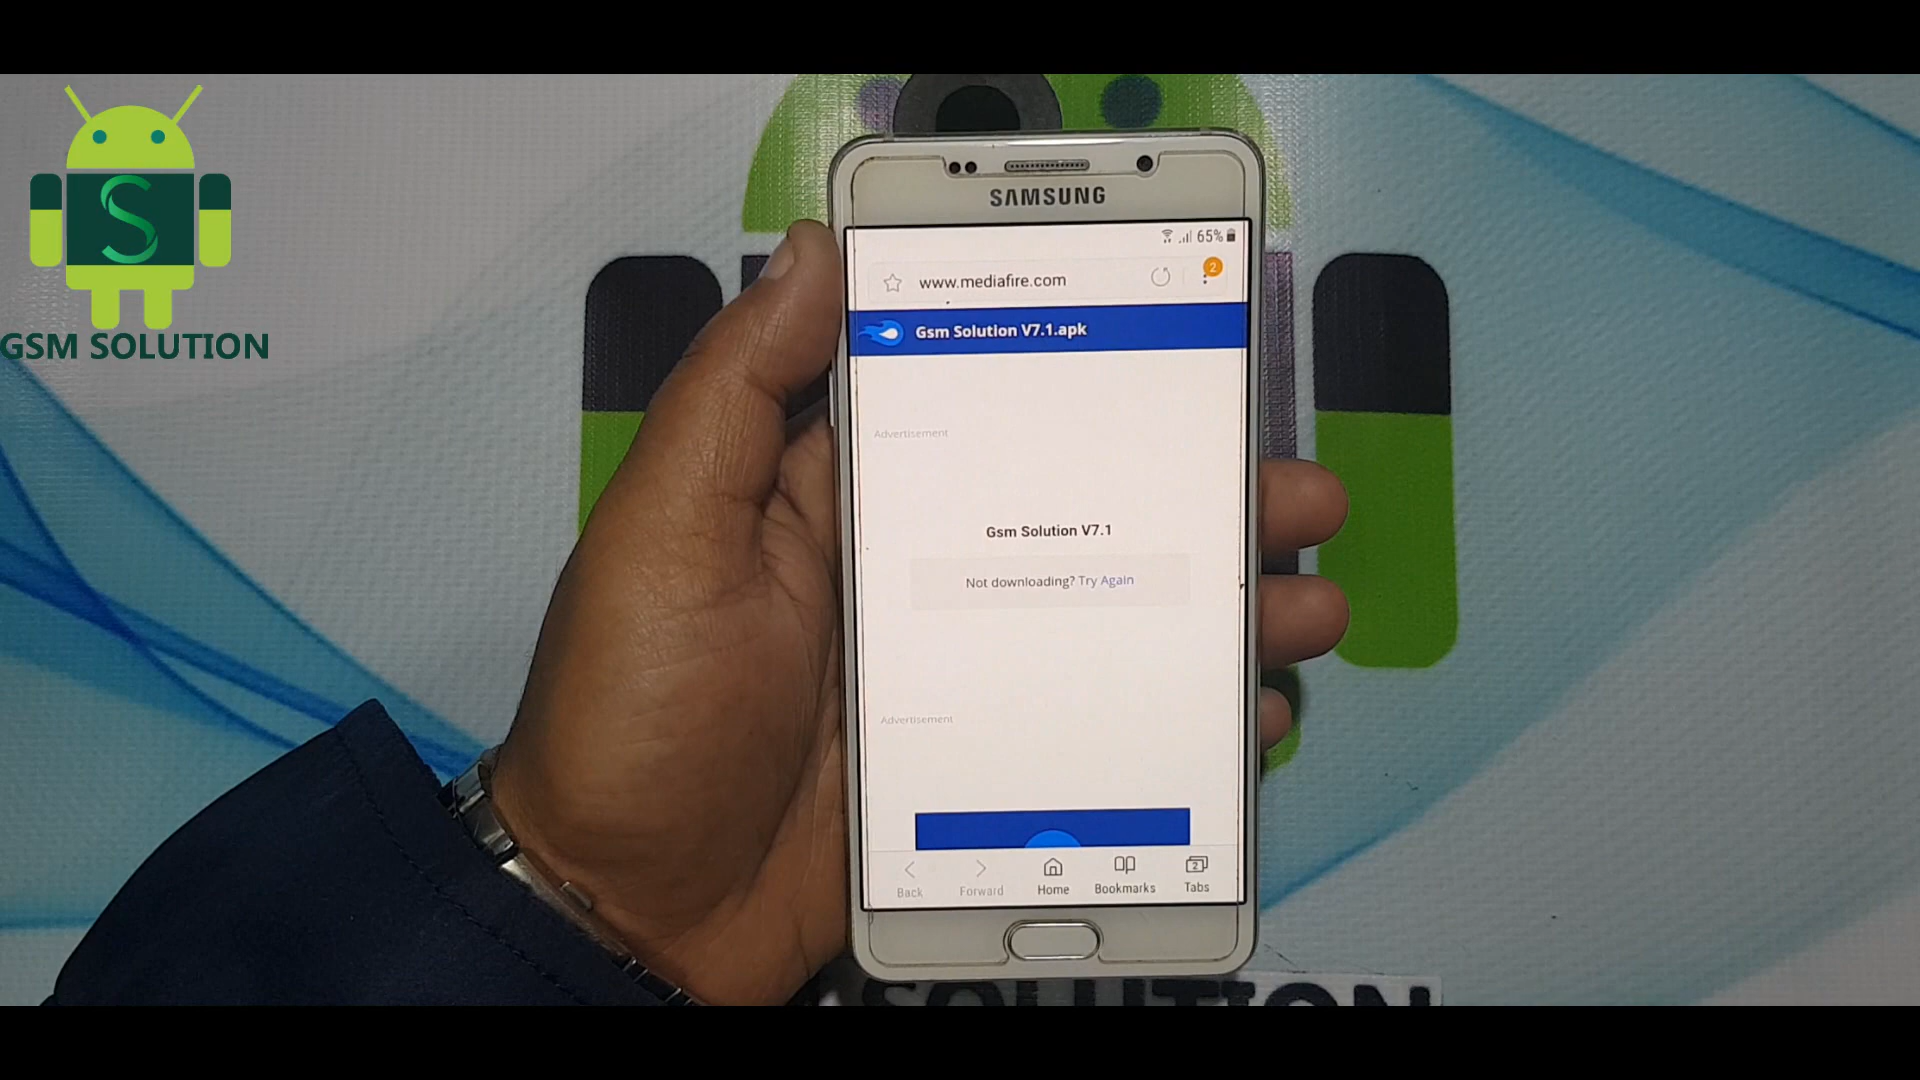 S
GSM SOLUTION
SAMSUNG
65%
www.mediafire.com
2
Gsm Solution V7.1.apk
Advertisement
Gsm Solution V7.1
Not downloading? Try Again
Advertisement
Back
Forward
Home
Bookmarks
2
Tabs
SOLUTION